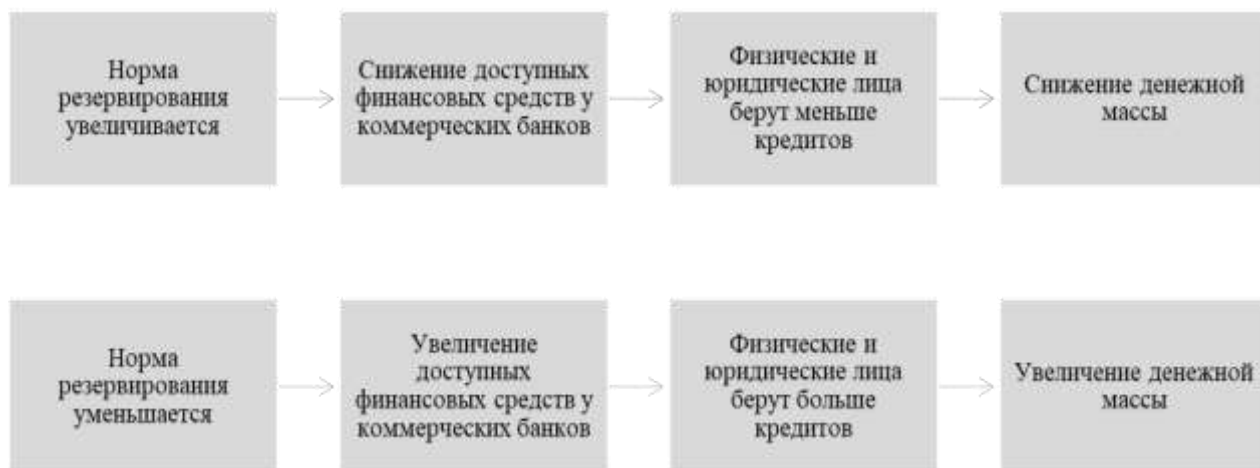 Норма
резервирования
увеличивается
Снижение доступных
финансовых средств у
коммерческих банков
Физические и
юридические лица
берут меньше
кредитов
Снижение денежной
массы
Норма
резервирования
уменьшается
Увеличение
доступных
финансовых средств у
коммерческих банков
Физические и
юридические лица
берут больше
кредитов
Увеличение денежной
массы